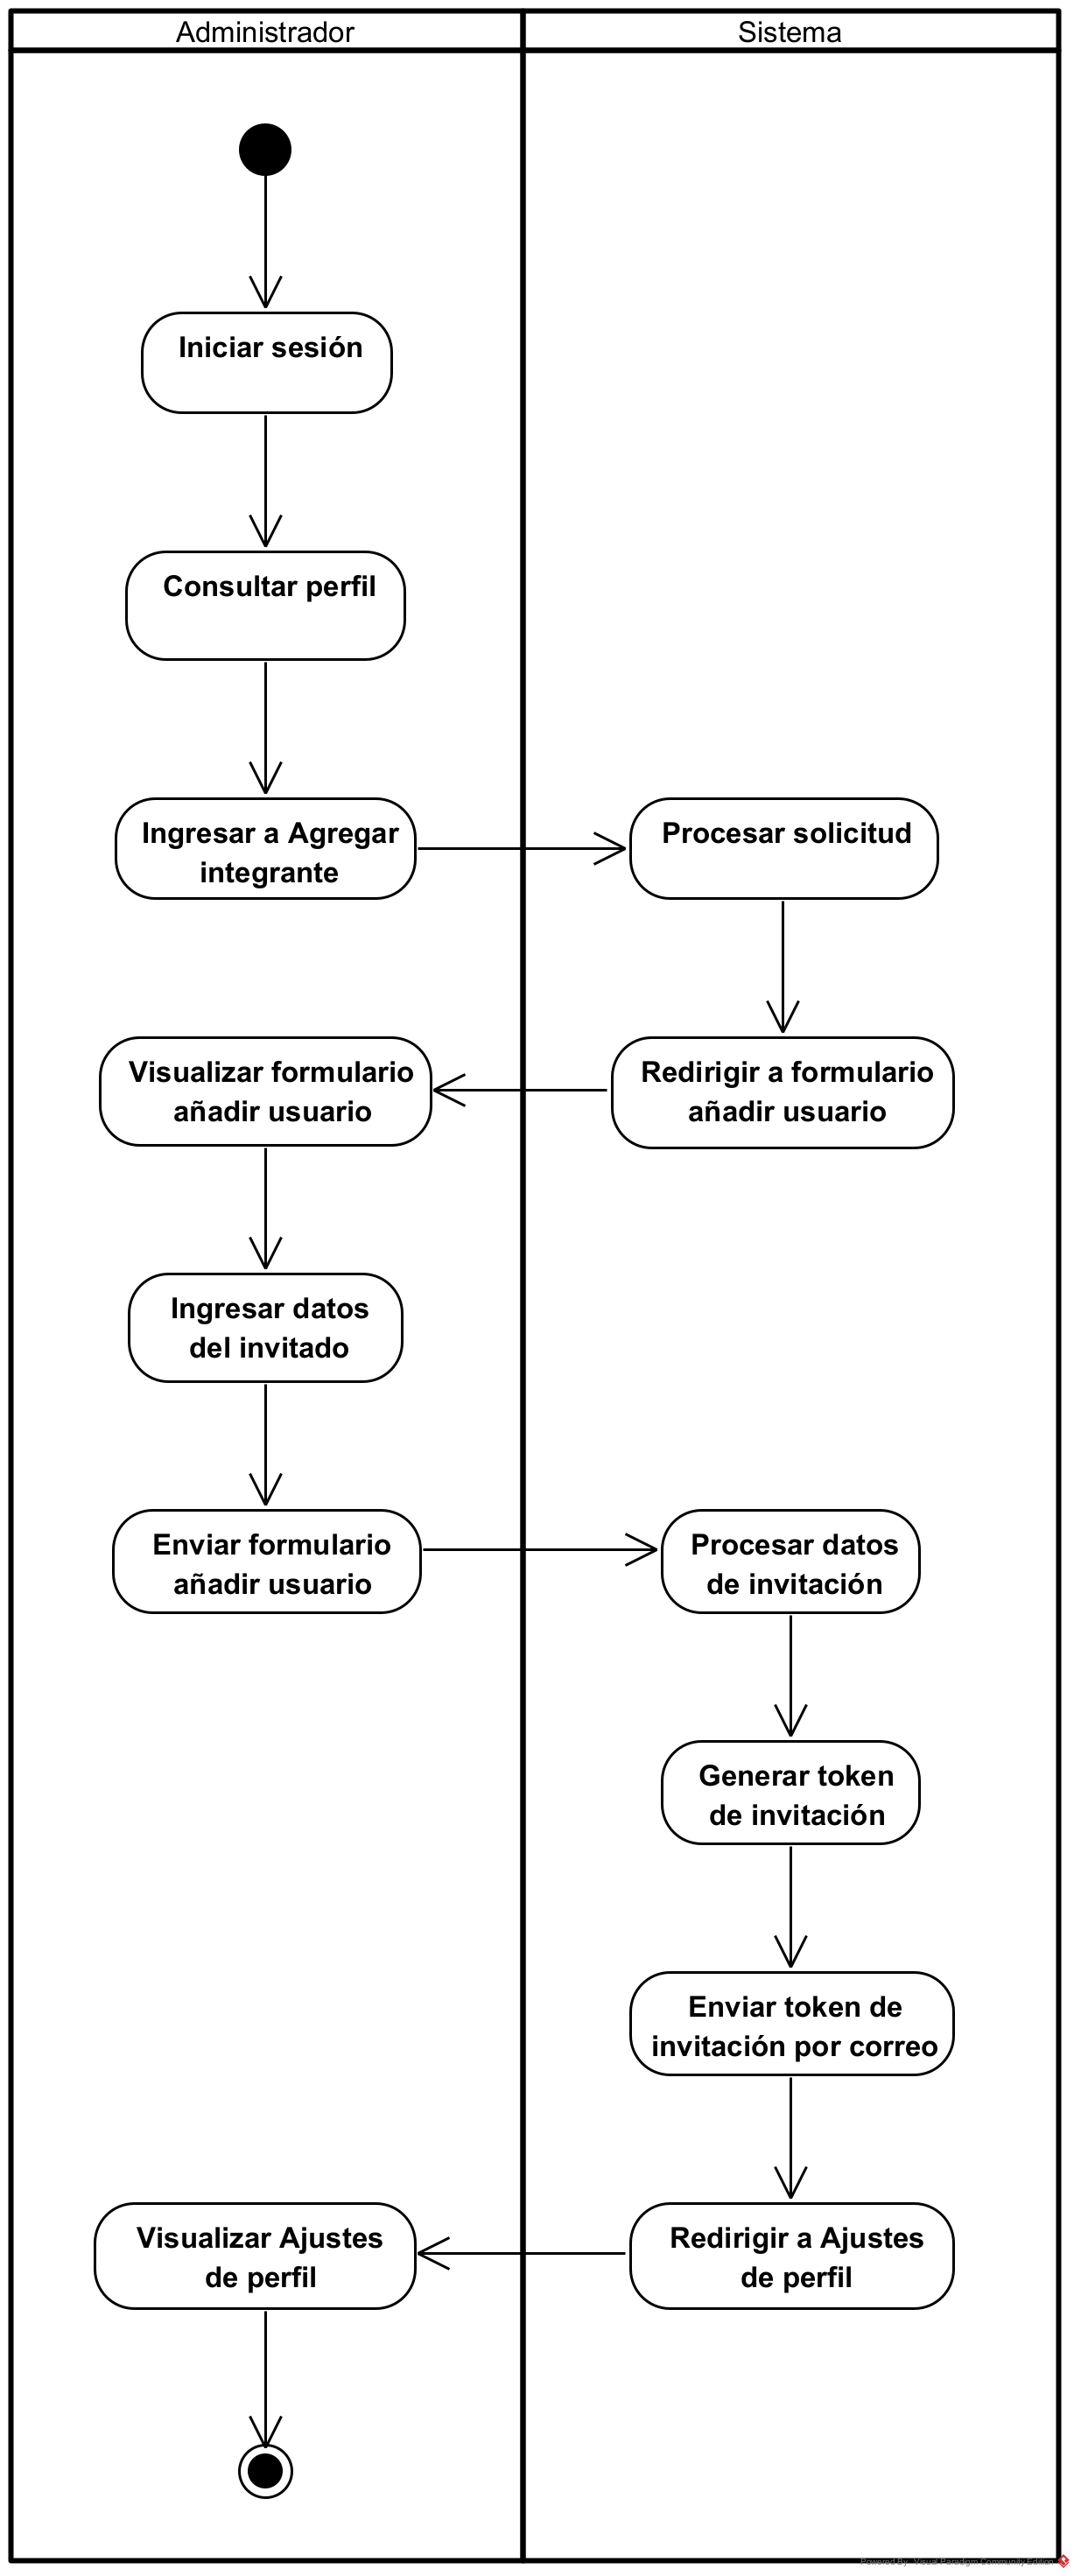 Administrador
Sistema
Iniciar sesión
Consultar perfil
Ingresar a Agregar
integrante
Procesar solicitud
Visualizar formulario
añadir usuario
Redirigir a formulario
añadir usuario
Ingresar datos
del invitado
Enviar formulario
añadir usuario
Procesar datos
de invitación
Generar token
de invitación
Enviar token de
invitación por correo
Visualizar Ajustes
de perfil
Redirigir a Ajustes
de perfil
Powered By: Visual Paradigm Community Edition